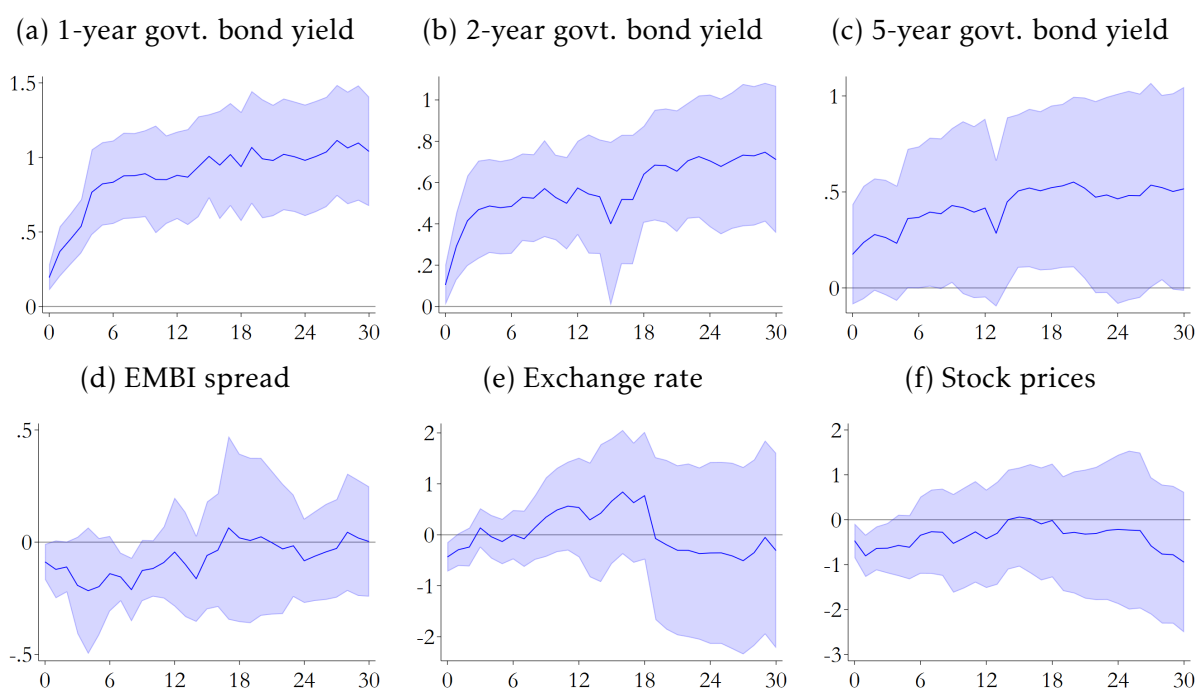 (a) 1-year govt. bond yield
(b) 2-year govt. bond yield
(c) 5-year govt. bond yield
1.5
1
.5
0
0 6 12 18 24 30
1
.8
.6
.4
.2
0
0 6 12 18 24 30
1
.5
0
0 6 12 18 24 30
(d) EMBI spread
(e) Exchange rate
(f) Stock prices
.5
0
-.5
0 6 12 18 24 30
2
1
0
-1
-2
0 6 12 18 24 30
2
1
0
-1
-2
-3
0 6 12 18 24 30